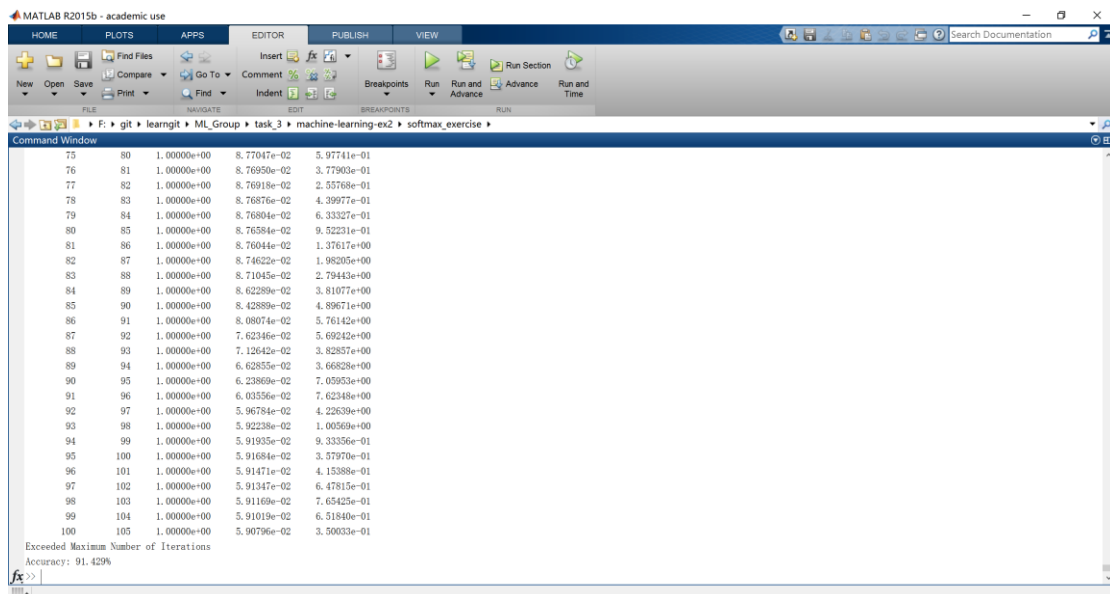 MATLAB R2015b - academic use
HOME PLOTS APPS EDITOR PUBLISH VIEW Search Documentation
New Open Save Find Files Compare Print Go To Find Insert fx Comment Indent Breakpoints Run Run and Advance Run Section Advance Run and Time
FILE NAVIGATE EDIT BREAKPOINTS RUN
F: git learngit ML_Group task_3 machine-learning-ex2 softmax_exercise
Command Window
75 80 1.00000e+00 8.77047e-02 5.97741e-01
76 81 1.00000e+00 8.76950e-02 3.77903e-01
77 82 1.00000e+00 8.76918e-02 2.55768e-01
78 83 1.00000e+00 8.76876e-02 4.39977e-01
79 84 1.00000e+00 8.76804e-02 6.33327e-01
80 85 1.00000e+00 8.76584e-02 9.52231e-01
81 86 1.00000e+00 8.76044e-02 1.37617e+00
82 87 1.00000e+00 8.74622e-02 1.98205e+00
83 88 1.00000e+00 8.71045e-02 2.79443e+00
84 89 1.00000e+00 8.62289e-02 3.81077e+00
85 90 1.00000e+00 8.42889e-02 4.89671e+00
86 91 1.00000e+00 8.08074e-02 5.76142e+00
87 92 1.00000e+00 7.62346e-02 5.69242e+00
88 93 1.00000e+00 7.12642e-02 3.82857e+00
89 94 1.00000e+00 6.62855e-02 3.66828e+00
90 95 1.00000e+00 6.23869e-02 7.05953e+00
91 96 1.00000e+00 6.03556e-02 7.62348e+00
92 97 1.00000e+00 5.96784e-02 4.22639e+00
93 98 1.00000e+00 5.92238e-02 1.00569e+00
94 99 1.00000e+00 5.91935e-02 9.33356e-01
95 100 1.00000e+00 5.91684e-02 3.57970e-01
96 101 1.00000e+00 5.91471e-02 4.15388e-01
97 102 1.00000e+00 5.91347e-02 6.47815e-01
98 103 1.00000e+00 5.91169e-02 7.65425e-01
99 104 1.00000e+00 5.91019e-02 6.51840e-01
100 105 1.00000e+00 5.90796e-02 3.50033e-01
Exceeded Maximum Number of Iterations
Accuracy: 91.429%
fx >>